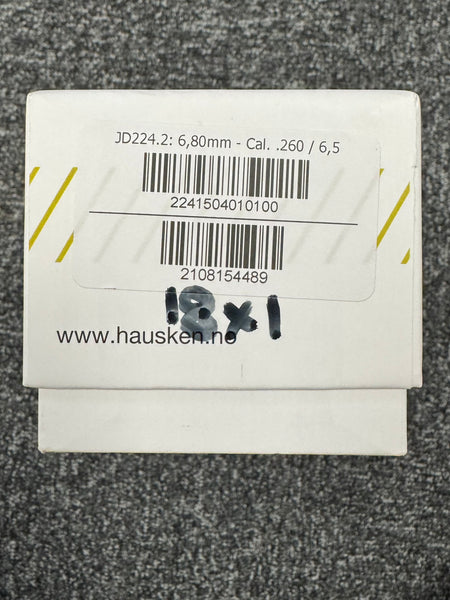 JD224.2: 6,80mm - Cal. .260 / 6,5
2241504010100
2108154489
18x1
www.hausken.no